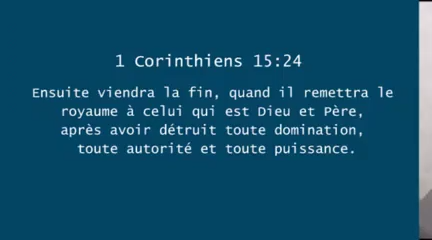 1 Corinthiens 15:24
Ensuite viendra la fin, quand il remettra le
royaume à celui qui est Dieu et Père,
après avoir détruit toute domination,
toute autorité et toute puissance.